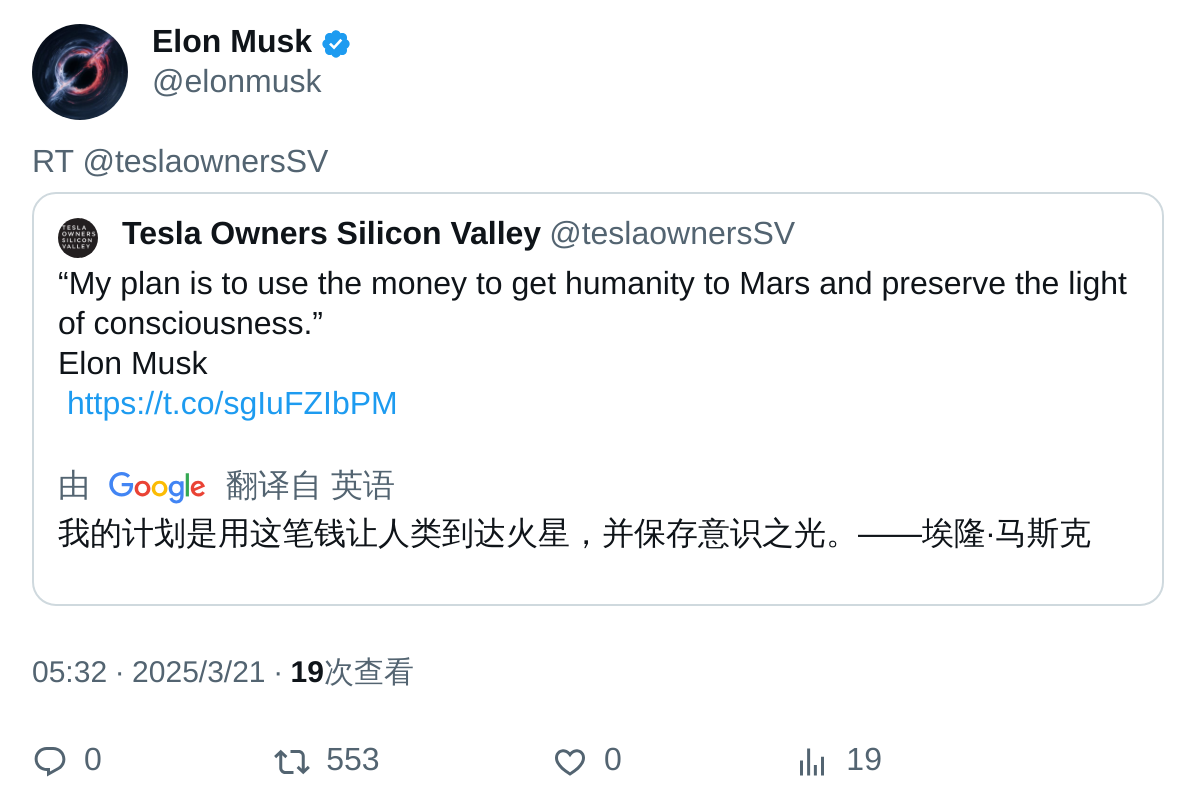 Elon Musk
@elonmusk
RT @teslaownersSV
TESLA
OWNERS
SILICON
VALLEY
Tesla Owners Silicon Valley @teslaownersSV
“My plan is to use the money to get humanity to Mars and preserve the light
of consciousness.”
Elon Musk
https://t.co/sgIuFZIbPM
由 Google 翻译自 英语
我的计划是用这笔钱让人类到达火星，并保存意识之光。——埃隆·马斯克
05:32 · 2025/3/21 · 19次查看
0 553 0 19